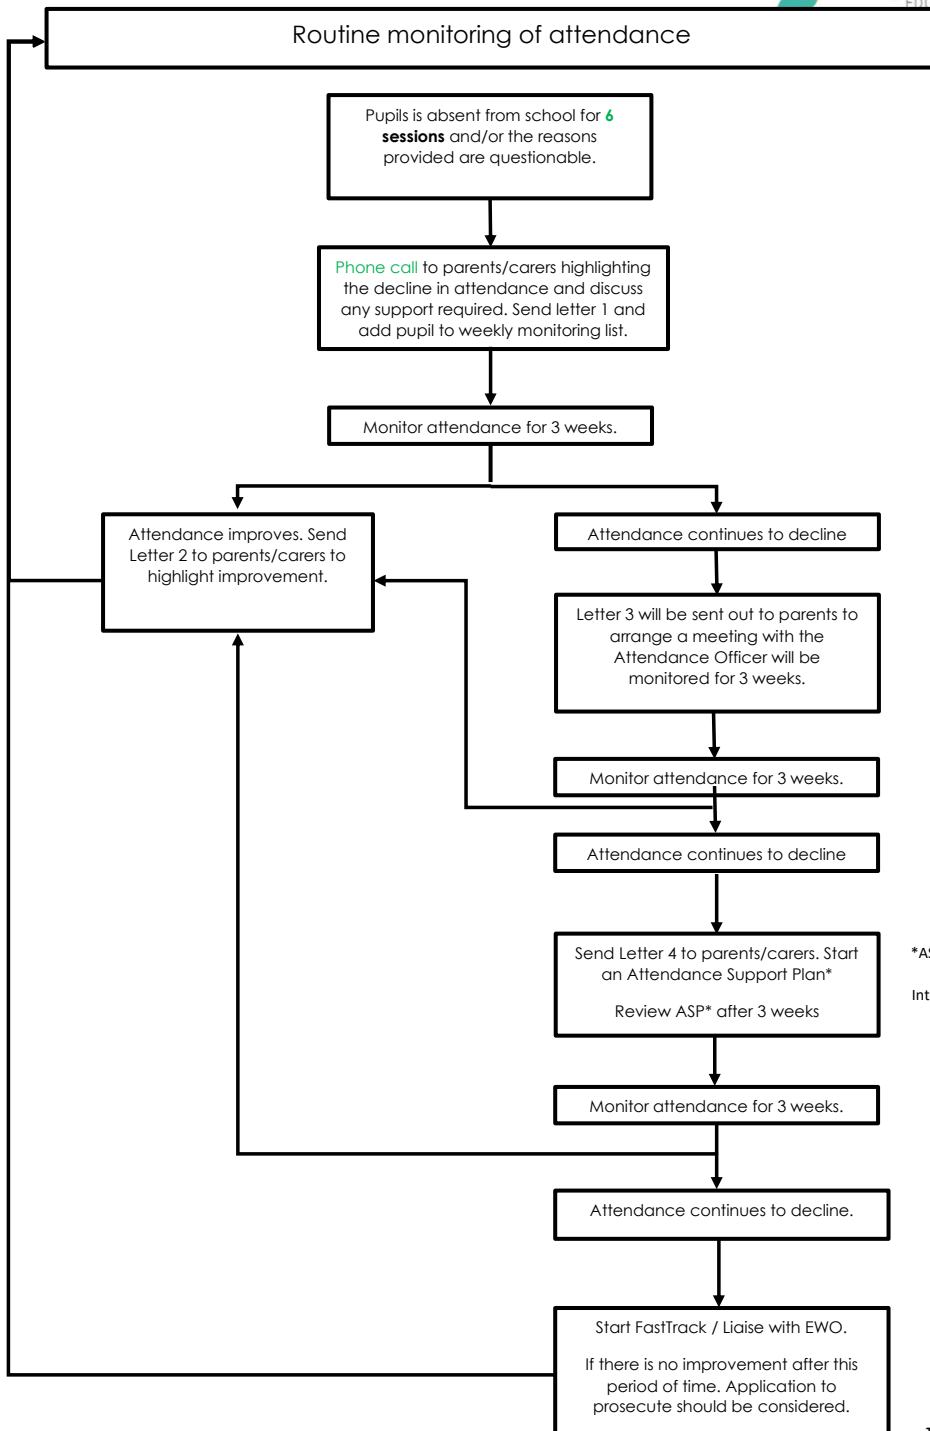 Routine monitoring of attendance
Pupils is absent from school for 6
sessions and/or the reasons
provided are questionable.
Phone call to parents/carers highlighting
the decline in attendance and discuss
any support required. Send letter 1 and
add pupil to weekly monitoring list.
Monitor attendance for 3 weeks.
Attendance improves. Send
Letter 2 to parents/carers to
highlight improvement.
Attendance continues to decline
Letter 3 will be sent out to parents to
arrange a meeting with the
Attendance Officer will be
monitored for 3 weeks.
Monitor attendance for 3 weeks.
Attendance continues to decline
Send Letter 4 to parents/carers. Start
an Attendance Support Plan*
Review ASP* after 3 weeks
*AS
Int
Monitor attendance for 3 weeks.
Attendance continues to decline.
Start FastTrack / Liaise with EWO.
If there is no improvement after this
period of time. Application to
prosecute should be considered.